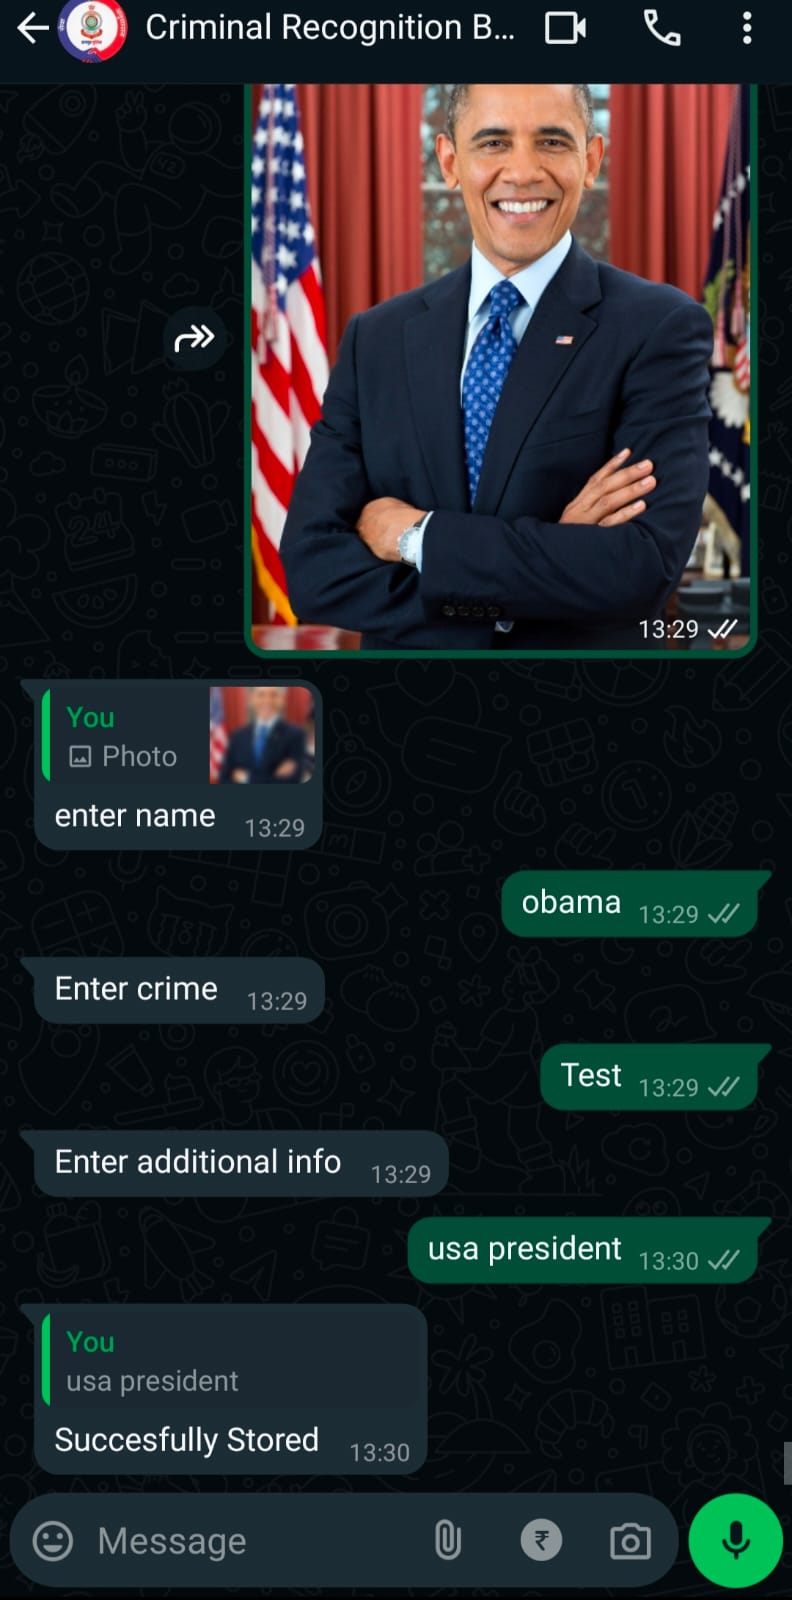 Criminal Recognition B...
13:29
You
Photo
enter name 13:29
obama 13:29
Enter crime 13:29
Test 13:29
Enter additional info 13:29
usa president 13:30
You
usa president
Succesfully Stored 13:30
Message
₹